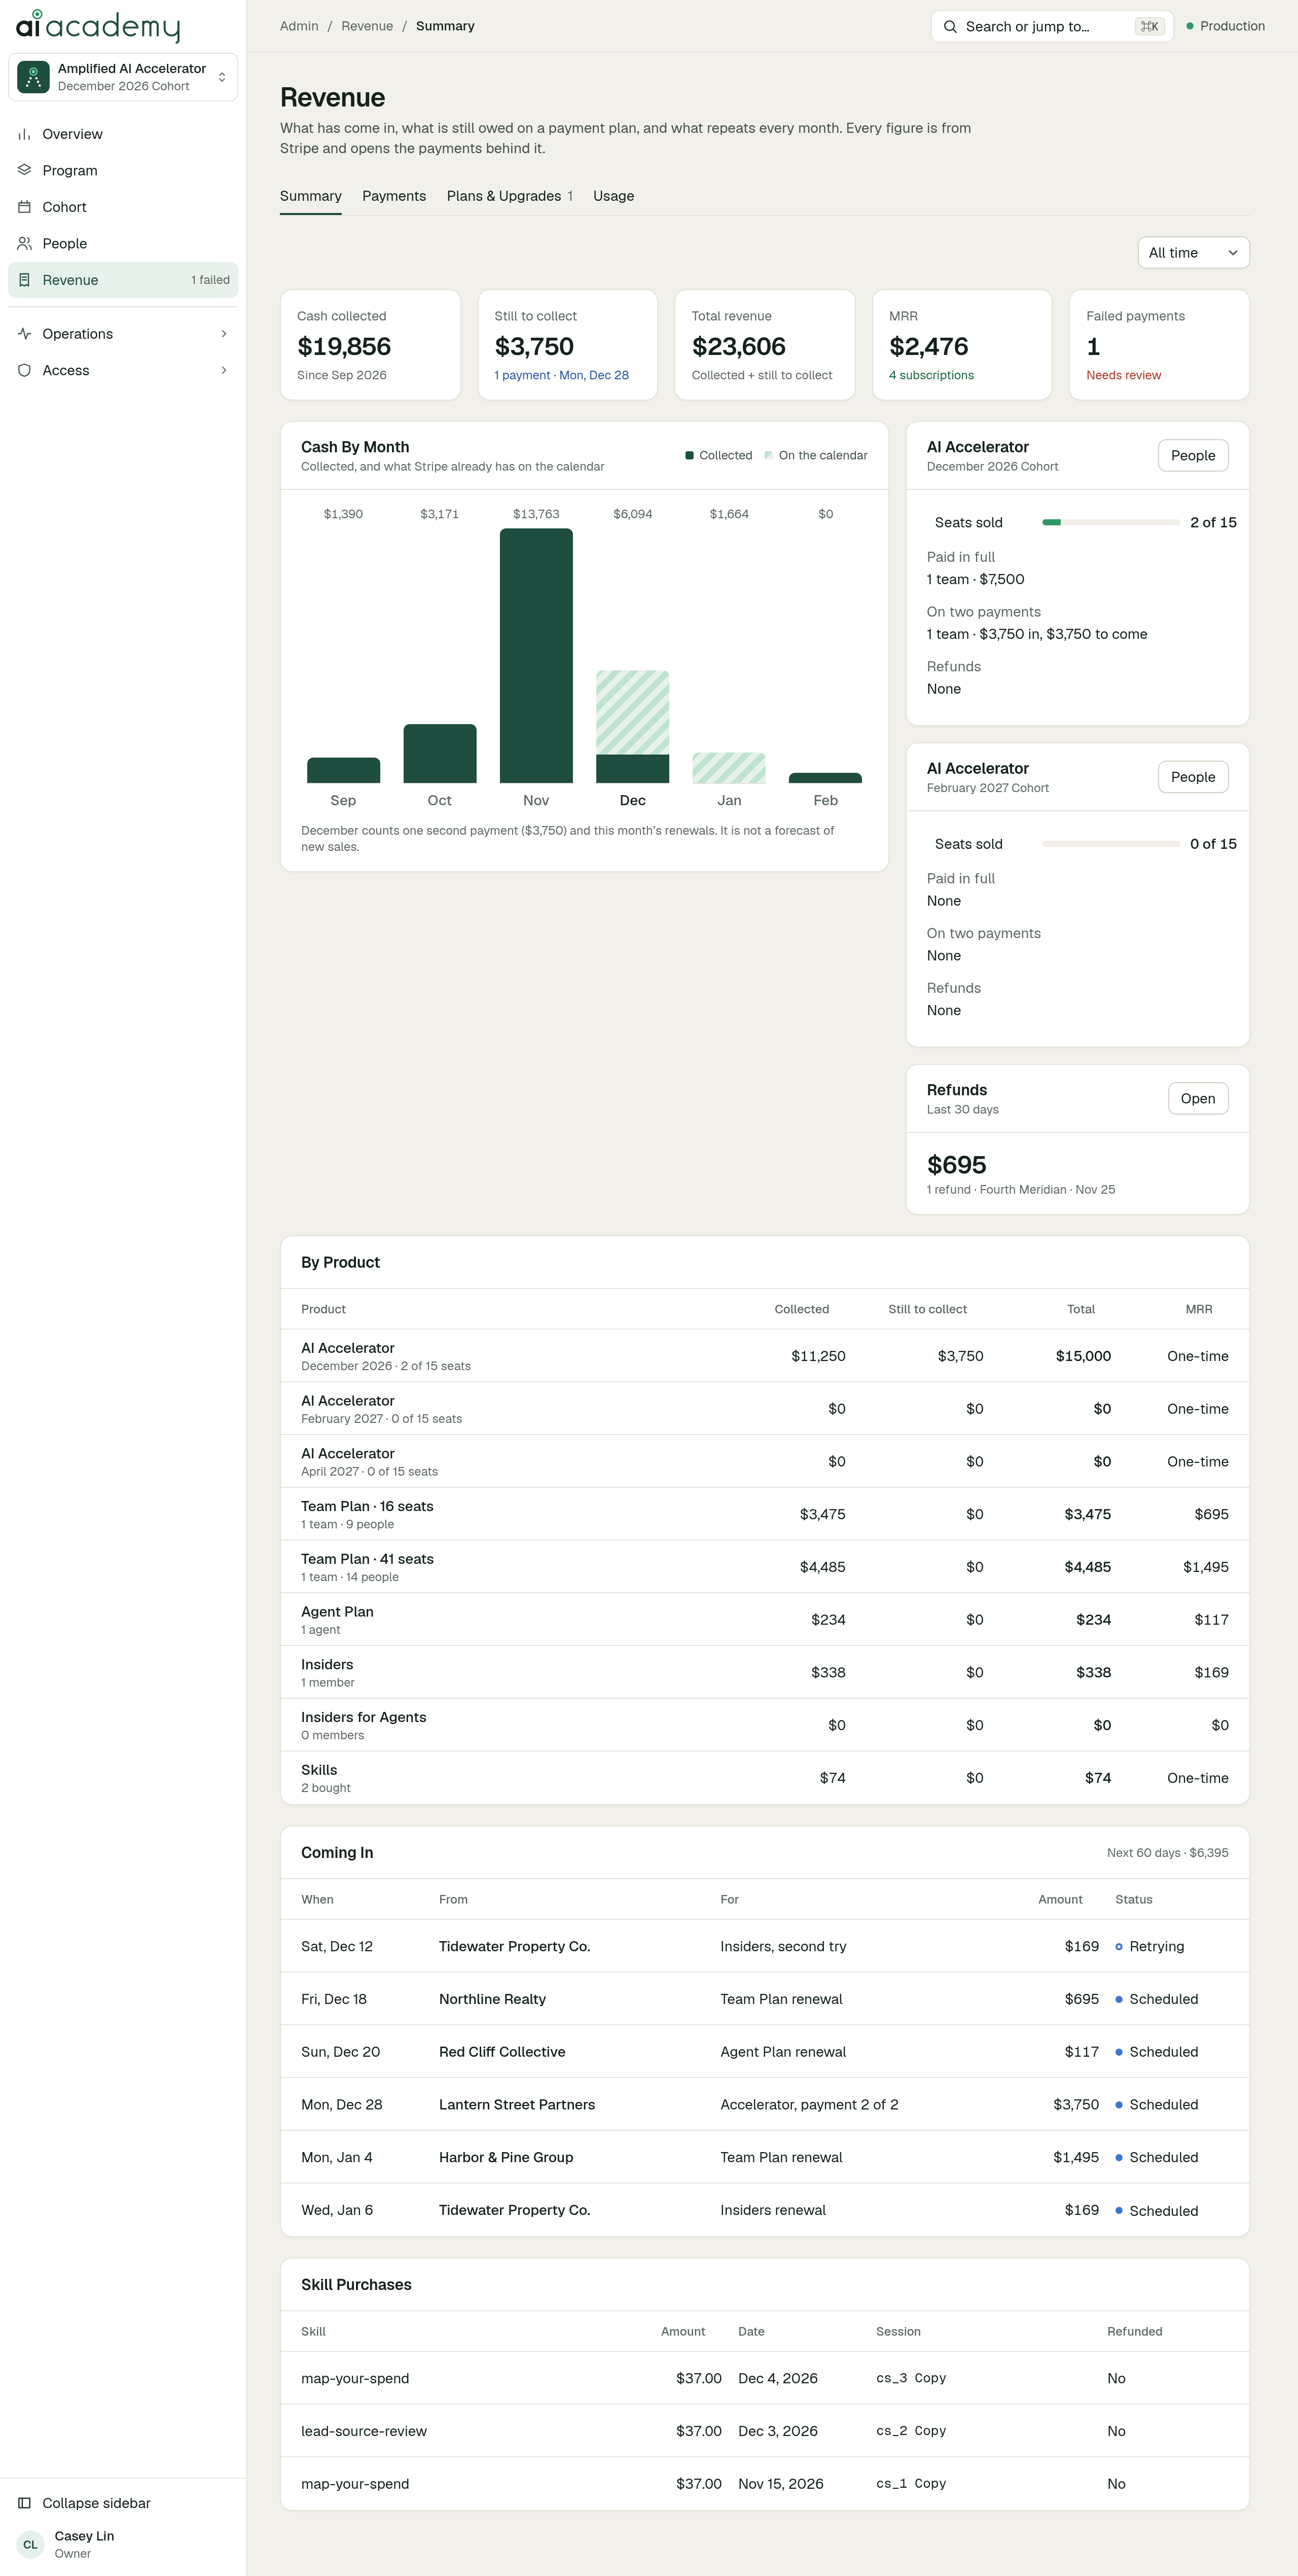 ai academy
Amplified AI Accelerator
December 2026 Cohort
Overview
Program
Cohort
People
Revenue 1 failed
Operations
Access
Admin / Revenue / Summary
Search or jump to... ⌘K
Production
Revenue
What has come in, what is still owed on a payment plan, and what repeats every month. Every figure is from
Stripe and opens the payments behind it.
Summary Payments Plans & Upgrades 1 Usage
All time
Cash collected
$19,856
Since Sep 2026
Still to collect
$3,750
1 payment · Mon, Dec 28
Total revenue
$23,606
Collected + still to collect
MRR
$2,476
4 subscriptions
Failed payments
1
Needs review
Cash By Month
Collected, and what Stripe already has on the calendar
Collected On the calendar
$1,390 $3,171 $13,763 $6,094 $1,664 $0
Sep Oct Nov Dec Jan Feb
December counts one second payment ($3,750) and this month's renewals. It is not a forecast of
new sales.
AI Accelerator
December 2026 Cohort
People
Seats sold 2 of 15
Paid in full
1 team · $7,500
On two payments
1 team · $3,750 in, $3,750 to come
Refunds
None
AI Accelerator
February 2027 Cohort
People
Seats sold 0 of 15
Paid in full
None
On two payments
None
Refunds
None
Refunds
Last 30 days
Open
$695
1 refund · Fourth Meridian · Nov 25
By Product
Product Collected Still to collect Total MRR
AI Accelerator
December 2026 · 2 of 15 seats
$11,250 $3,750 $15,000 One-time
AI Accelerator
February 2027 · 0 of 15 seats
$0 $0 $0 One-time
AI Accelerator
April 2027 · 0 of 15 seats
$0 $0 $0 One-time
Team Plan · 16 seats
1 team · 9 people
$3,475 $0 $3,475 $695
Team Plan · 41 seats
1 team · 14 people
$4,485 $0 $4,485 $1,495
Agent Plan
1 agent
$234 $0 $234 $117
Insiders
1 member
$338 $0 $338 $169
Insiders for Agents
0 members
$0 $0 $0 $0
Skills
2 bought
$74 $0 $74 One-time
Coming In
Next 60 days · $6,395
When From For Amount Status
Sat, Dec 12 Tidewater Property Co. Insiders, second try $169 Retrying
Fri, Dec 18 Northline Realty Team Plan renewal $695 Scheduled
Sun, Dec 20 Red Cliff Collective Agent Plan renewal $117 Scheduled
Mon, Dec 28 Lantern Street Partners Accelerator, payment 2 of 2 $3,750 Scheduled
Mon, Jan 4 Harbor & Pine Group Team Plan renewal $1,495 Scheduled
Wed, Jan 6 Tidewater Property Co. Insiders renewal $169 Scheduled
Skill Purchases
Skill Amount Date Session Refunded
map-your-spend $37.00 Dec 4, 2026 cs_3 Copy No
lead-source-review $37.00 Dec 3, 2026 cs_2 Copy No
map-your-spend $37.00 Nov 15, 2026 cs_1 Copy No
Collapse sidebar
CL
Casey Lin
Owner